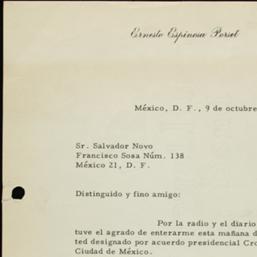 Ernesto Espinosa Porset
México, D. F., 9 de octubre
Sr. Salvador Novo
Francisco Sosa Núm. 138
México 21, D. F.
Distinguido y fino amigo:
Por la radio y el diario
tuve el agrado de enterarme esta mañana d
ted designado por acuerdo presidencial Cro
Ciudad de México.